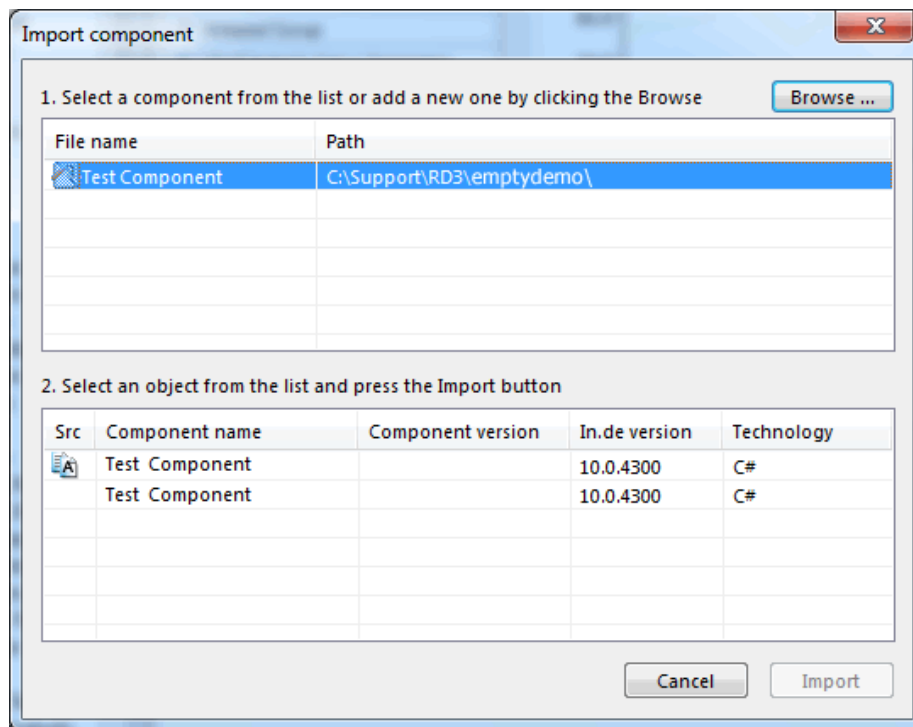 Import component
1. Select a component from the list or add a new one by clicking the Browse Browse ...
File name Path
Test Component C:\Support\RD3\emptydemo\
2. Select an object from the list and press the Import button
Src Component name Component version In.de version Technology
A Test Component 10.0.4300 C#
Test Component 10.0.4300 C#
Cancel Import